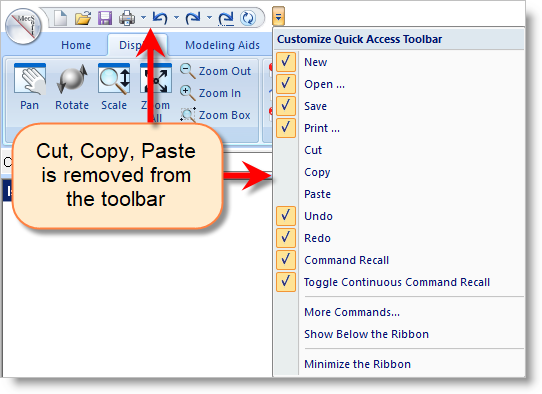 MecS
Customize Quick Access Toolbar
Home
Modeling Aids
New
Open ...
Save
Print ...
Cut
Copy
Paste
Undo
Redo
Command Recall
Toggle Continuous Command Recall
More Commands...
Show Below the Ribbon
Minimize the Ribbon
Pan
Rotate
Scale
Zoom
All
Zoom Out
Zoom In
Zoom Box
Cut, Copy, Paste
is removed from
the toolbar